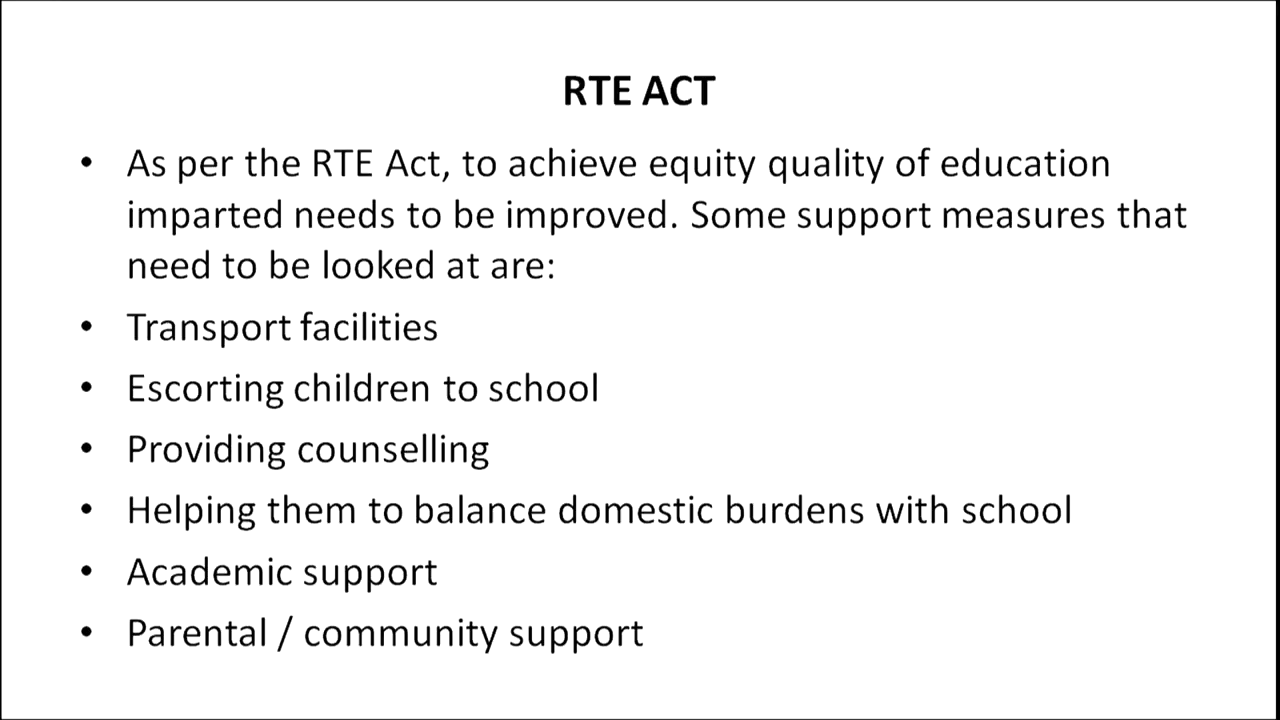 RTE ACT
• As per the RTE Act, to achieve equity quality of education
imparted needs to be improved. Some support measures that
need to be looked at are:
• Transport facilities
• Escorting children to school
• Providing counselling
• Helping them to balance domestic burdens with school
• Academic support
• Parental / community support